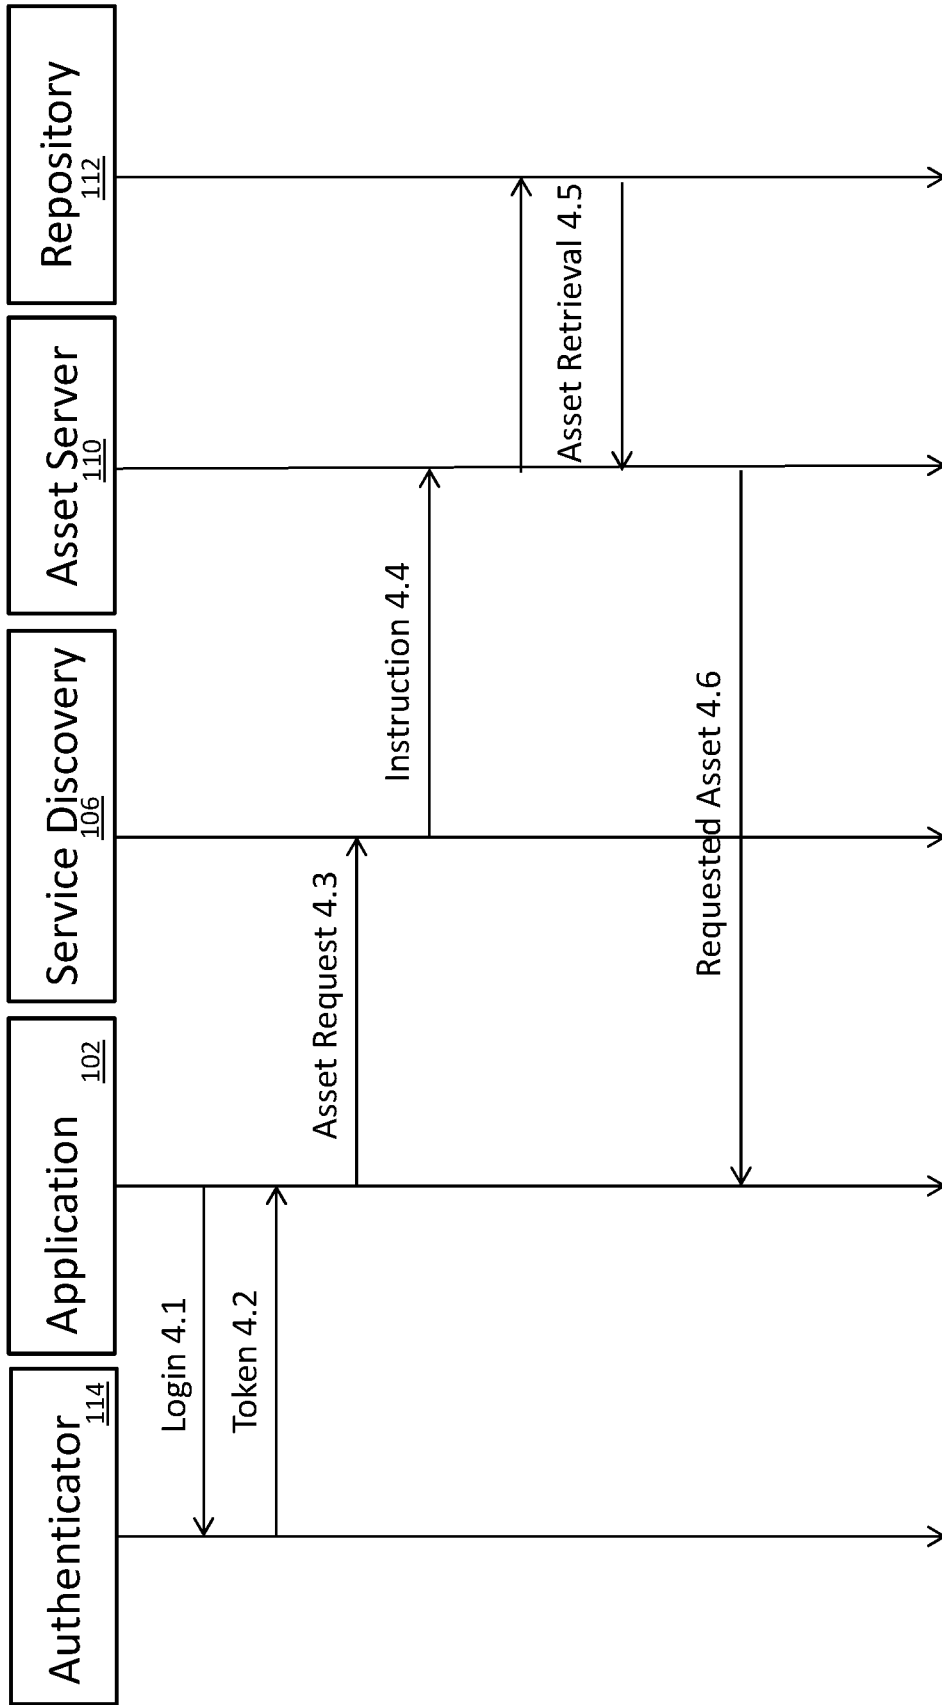 Authenticator
114
Application
102
Service Discovery
106
Asset Server
110
Repository
112
Login 4.1
Token 4.2
Asset Request 4.3
Instruction 4.4
Asset Retrieval 4.5
Requested Asset 4.6